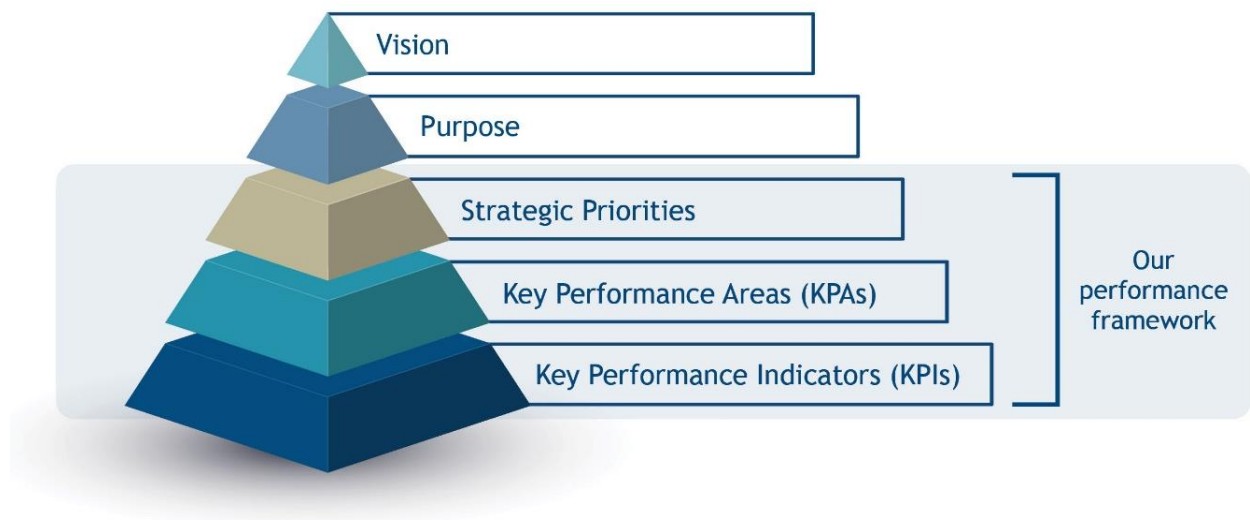 Vision
Purpose
Strategic Priorities
Key Performance Areas (KPAs)
Key Performance Indicators (KPIs)
Our
performance
framework